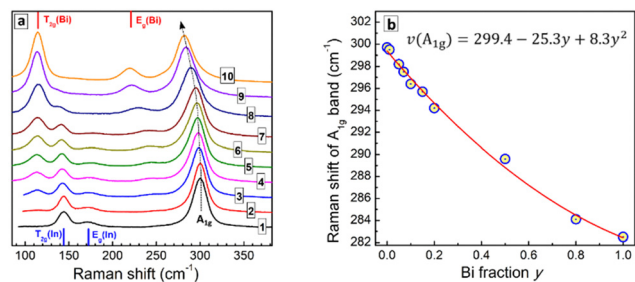 a
T2g(Bi)
Eg(Bi)
10
9
8
7
6
5
4
3
2
1
A1g
T2g(In)
Eg(In)
100 150 200 250 300 350
Raman shift (cm-1)
b
ν(A1g) = 299.4 − 25.3y + 8.3y²
Raman shift of A1g band (cm-1)
300
298
296
294
292
290
288
286
284
282
0.0 0.2 0.4 0.6 0.8 1.0
Bi fraction y